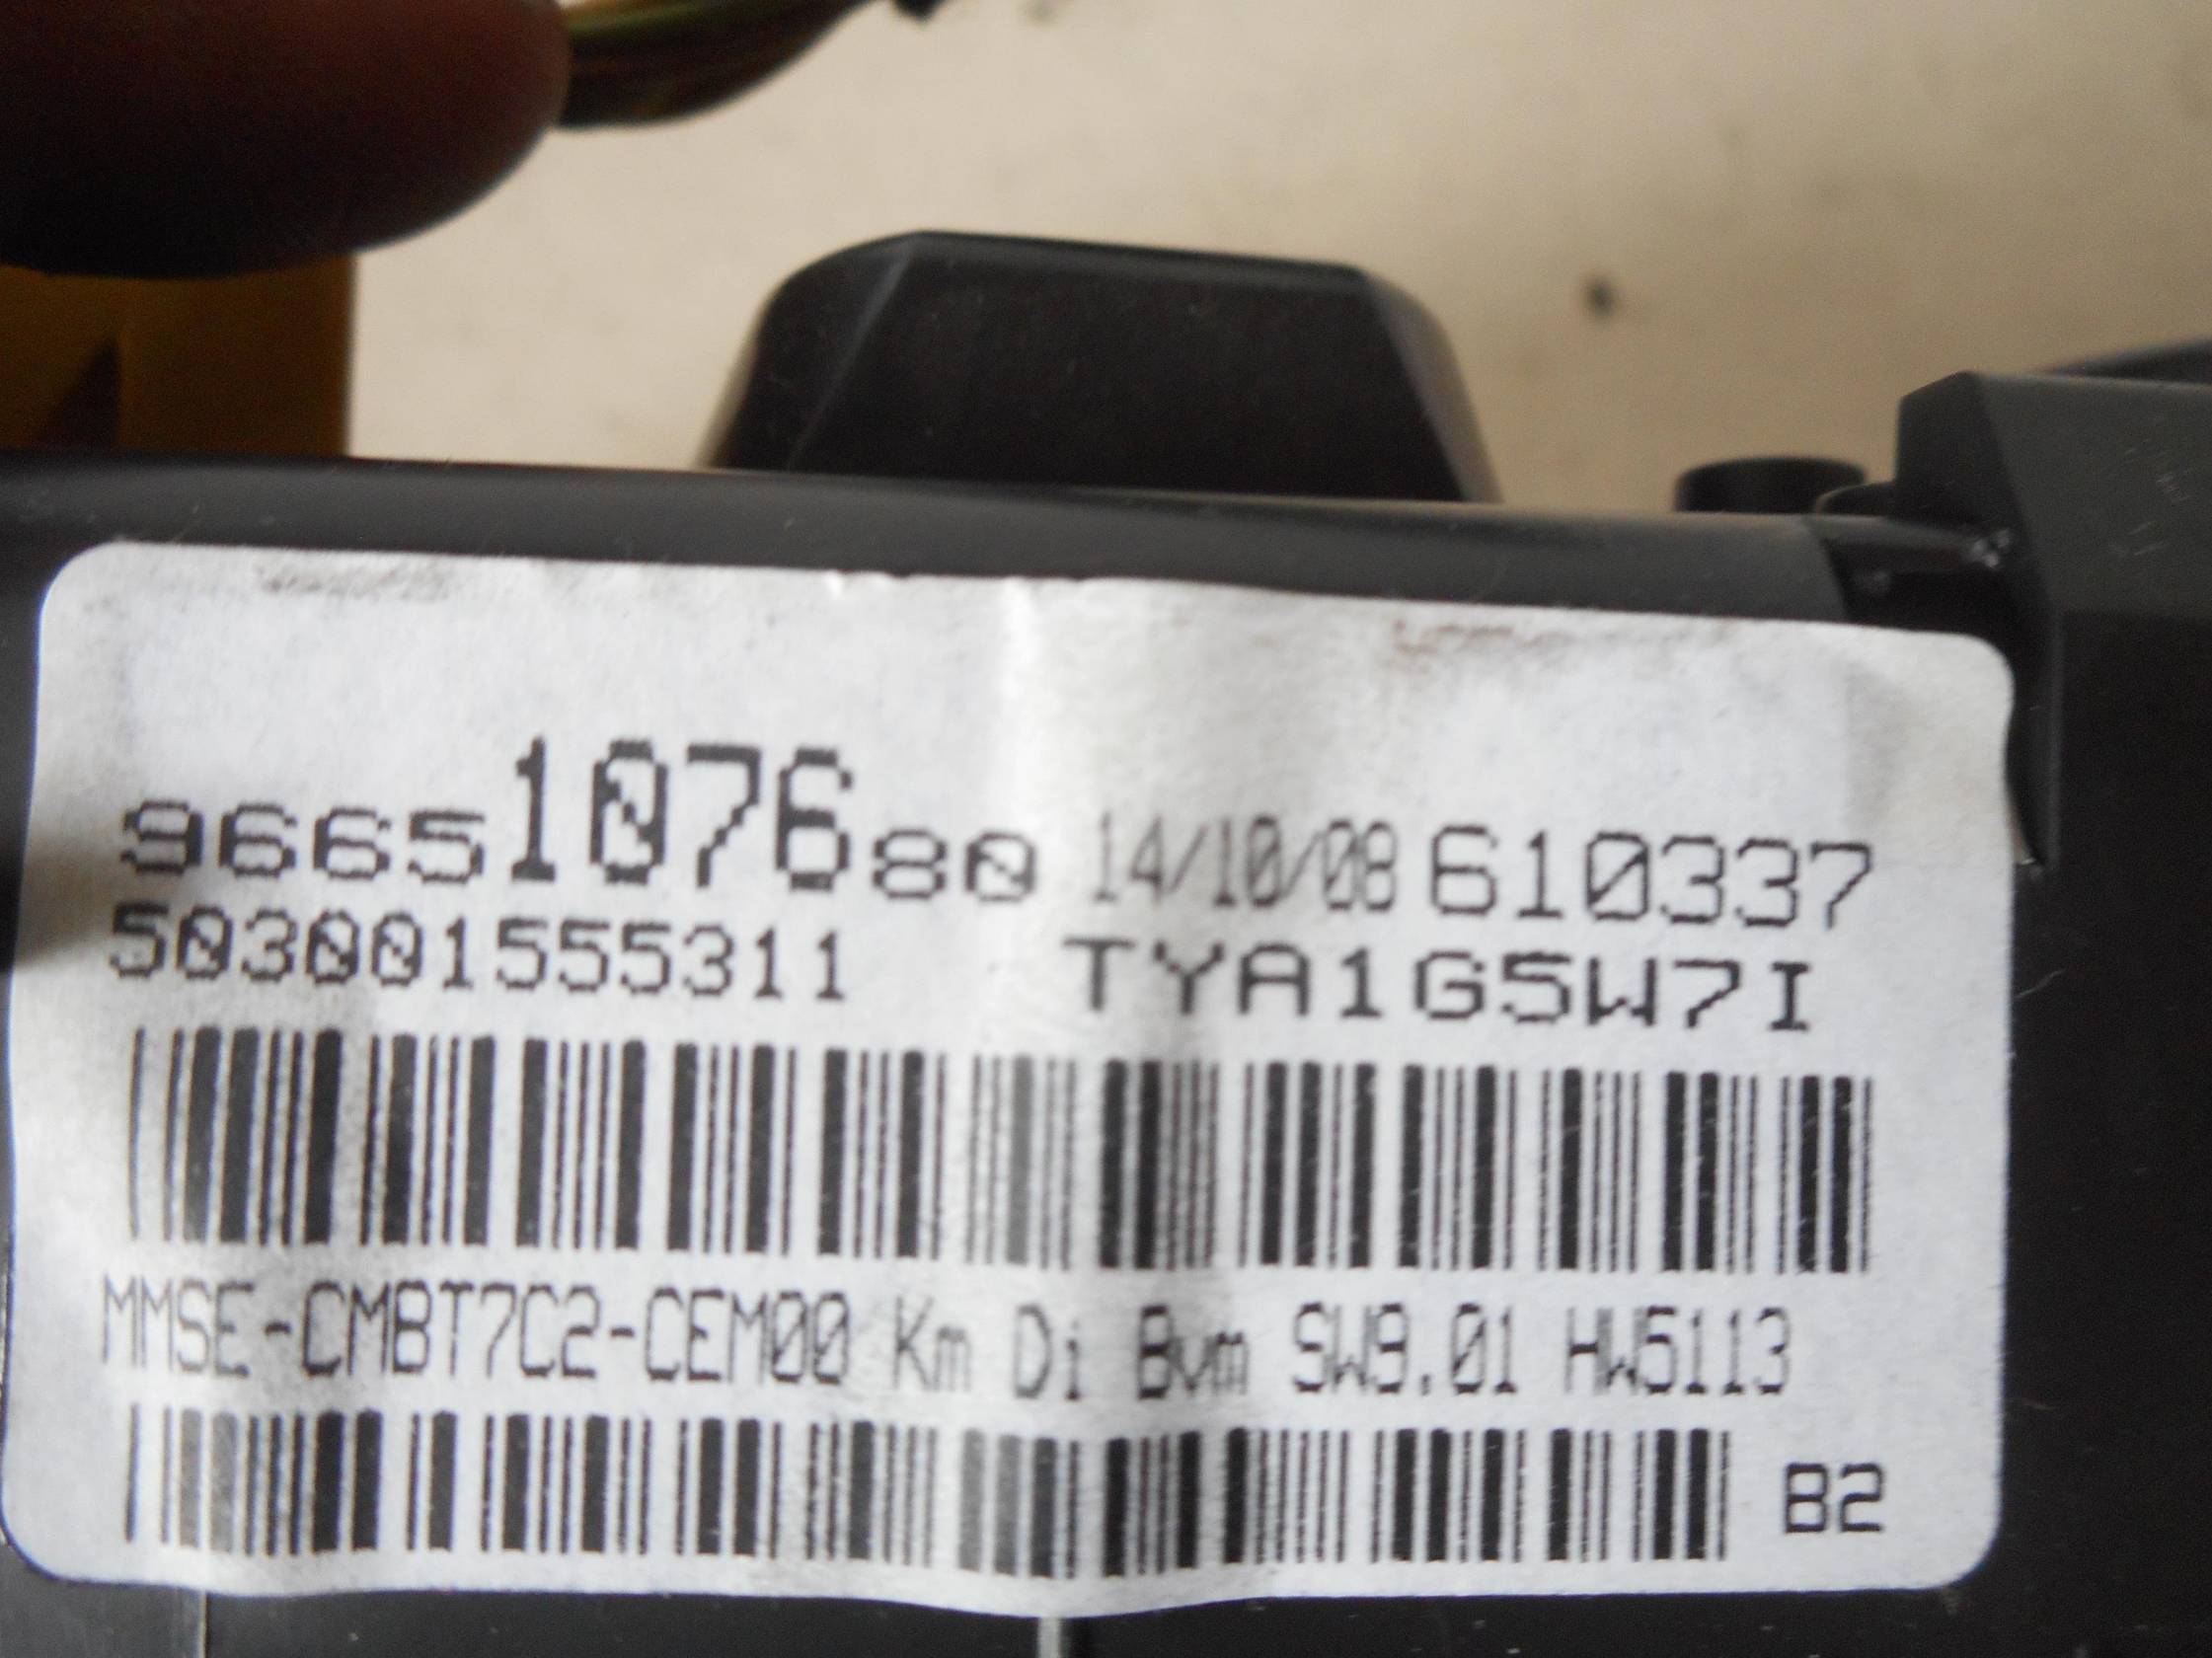 9665107680 14/10/08 610337
503001555311 TYA1G5W7I
MMSE-CMBT7C2-CEM00 Km Di Bvm SW9.01 HW5113
B2